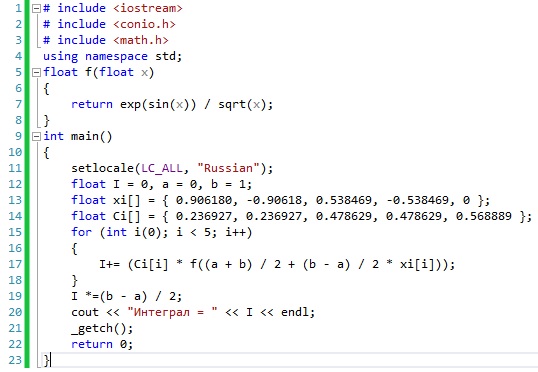 1 # include <iostream>
2 # include <conio.h>
3 # include <math.h>
4 using namespace std;
5 float f(float x)
6 {
7 return exp(sin(x)) / sqrt(x);
8 }
9 int main()
10 {
11 setlocale(LC_ALL, "Russian");
12 float I = 0, a = 0, b = 1;
13 float xi[] = { 0.906180, -0.90618, 0.538469, -0.538469, 0 };
14 float Ci[] = { 0.236927, 0.236927, 0.478629, 0.478629, 0.568889 };
15 for (int i(0); i < 5; i++)
16 {
17 I+= (Ci[i] * f((a + b) / 2 + (b - a) / 2 * xi[i]));
18 }
19 I *=(b - a) / 2;
20 cout << "Интеграл = " << I << endl;
21 _getch();
22 return 0;
23 }